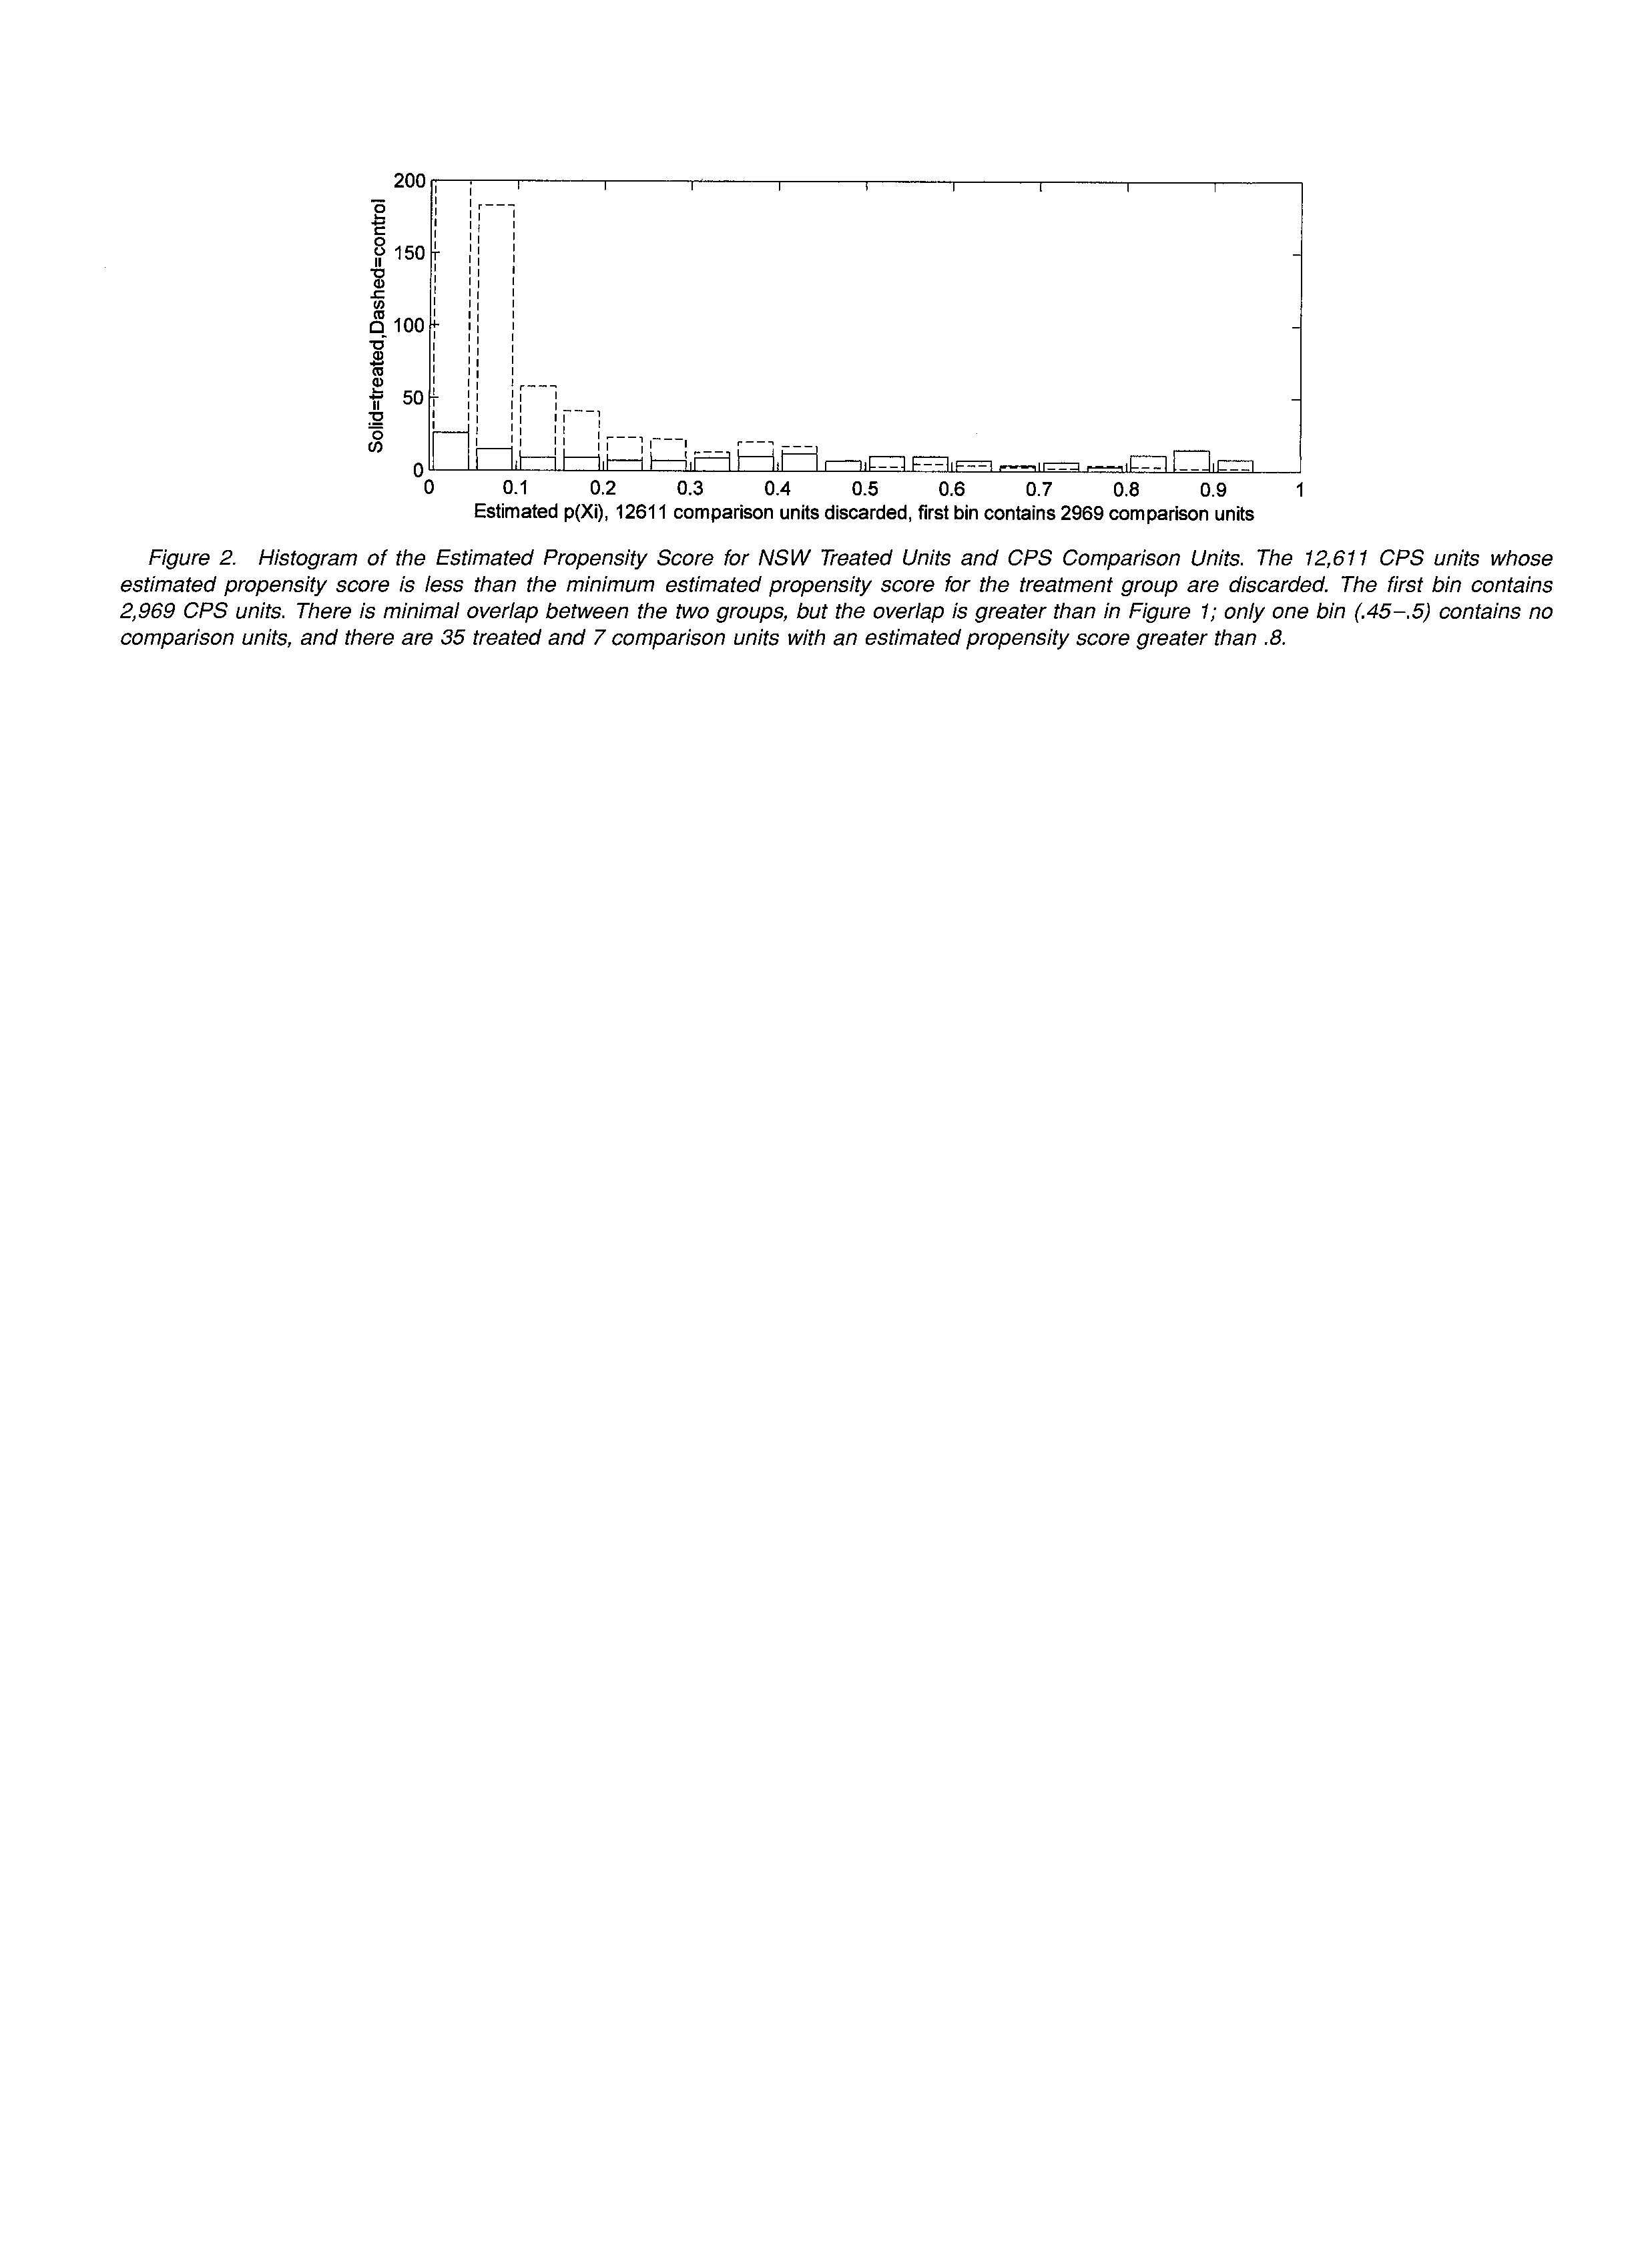 200
150
100
50
0
Solid=treated,Dashed=control
0 0.1 0.2 0.3 0.4 0.5 0.6 0.7 0.8 0.9 1
Estimated p(Xi), 12611 comparison units discarded, first bin contains 2969 comparison units
Figure 2. Histogram of the Estimated Propensity Score for NSW Treated Units and CPS Comparison Units. The 12,611 CPS units whose
estimated propensity score is less than the minimum estimated propensity score for the treatment group are discarded. The first bin contains
2,969 CPS units. There is minimal overlap between the two groups, but the overlap is greater than in Figure 1; only one bin (.45–.5) contains no
comparison units, and there are 35 treated and 7 comparison units with an estimated propensity score greater than .8.